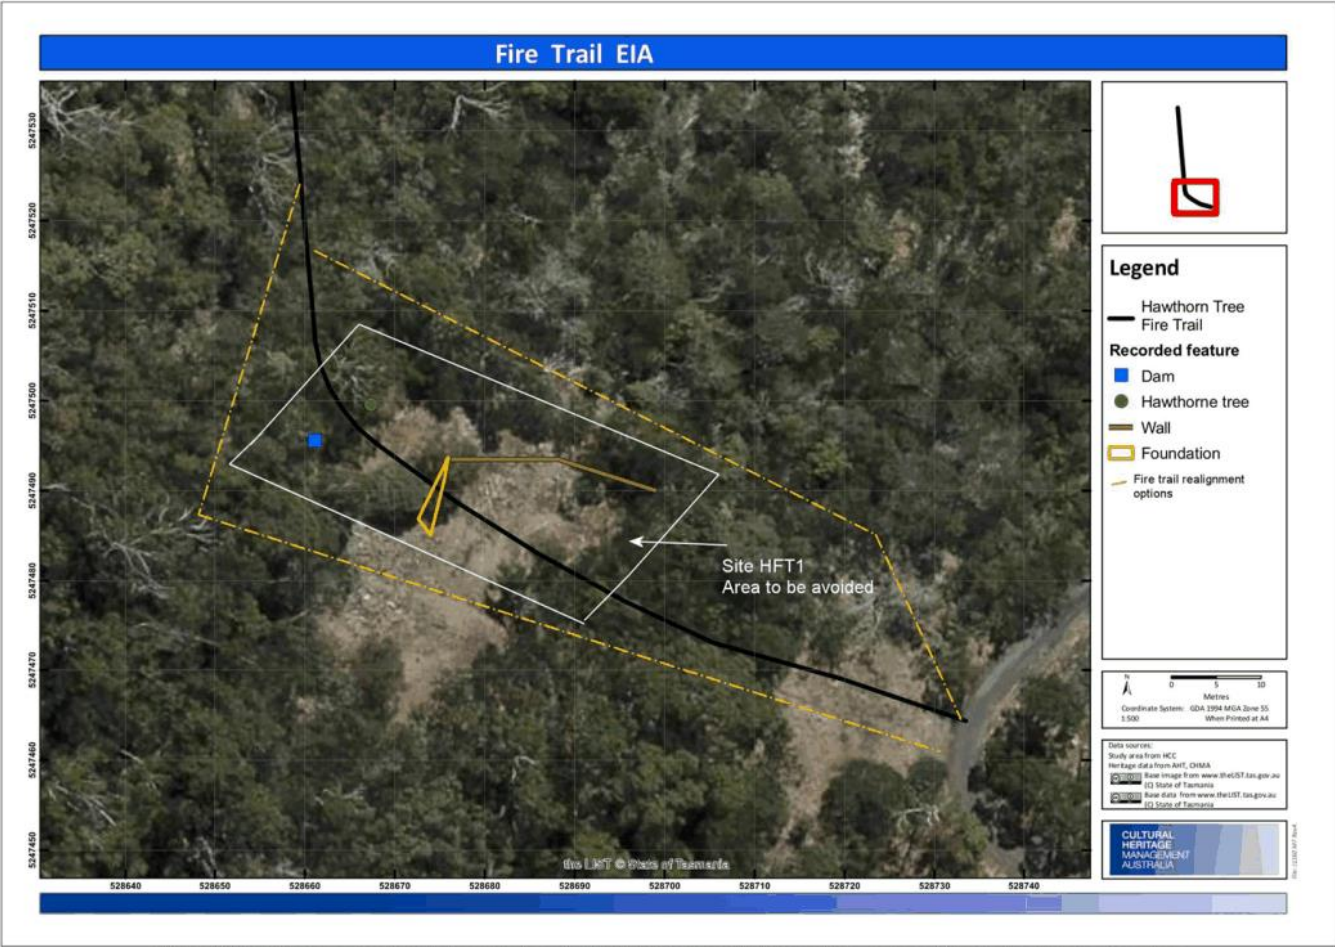 Fire Trail EIA
5247530
5247520
5247510
5247500
5247490
5247480
5247470
5247460
5247450
Site HFT1
Area to be avoided
the LIST © State of Tasmania
528640
528650
528660
528670
528680
528690
528700
528710
528720
528730
528740
Legend
Hawthorn Tree
Fire Trail
Recorded feature
Dam
Hawthorne tree
Wall
Foundation
Fire trail realignment
options
N
0 5 10
Metres
Coordinate System: GDA 1994 MGA Zone 55
1:500 When Printed at A4
Data sources:
Study area from HCC
Heritage data from AHT, CHMA
Base image from www.theLIST.tas.gov.au
(C) State of Tasmania
Base data from www.theLIST.tas.gov.au
(C) State of Tasmania
CULTURAL
HERITAGE
MANAGEMENT
AUSTRALIA